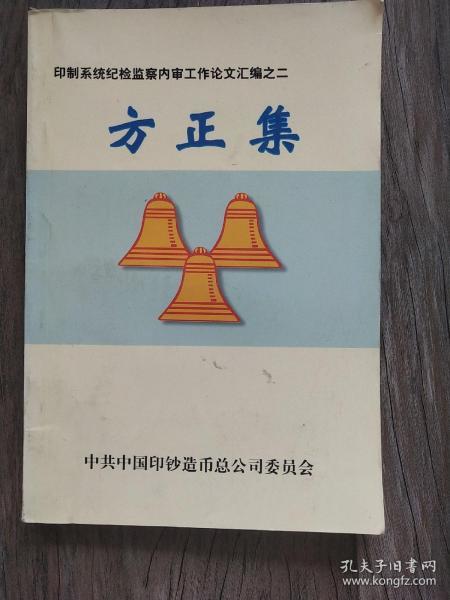 印制系统纪检监察内审工作论文汇编之二
方正集
中共中国印钞造币总公司委员会
孔夫子旧书网
www.kongfz.com